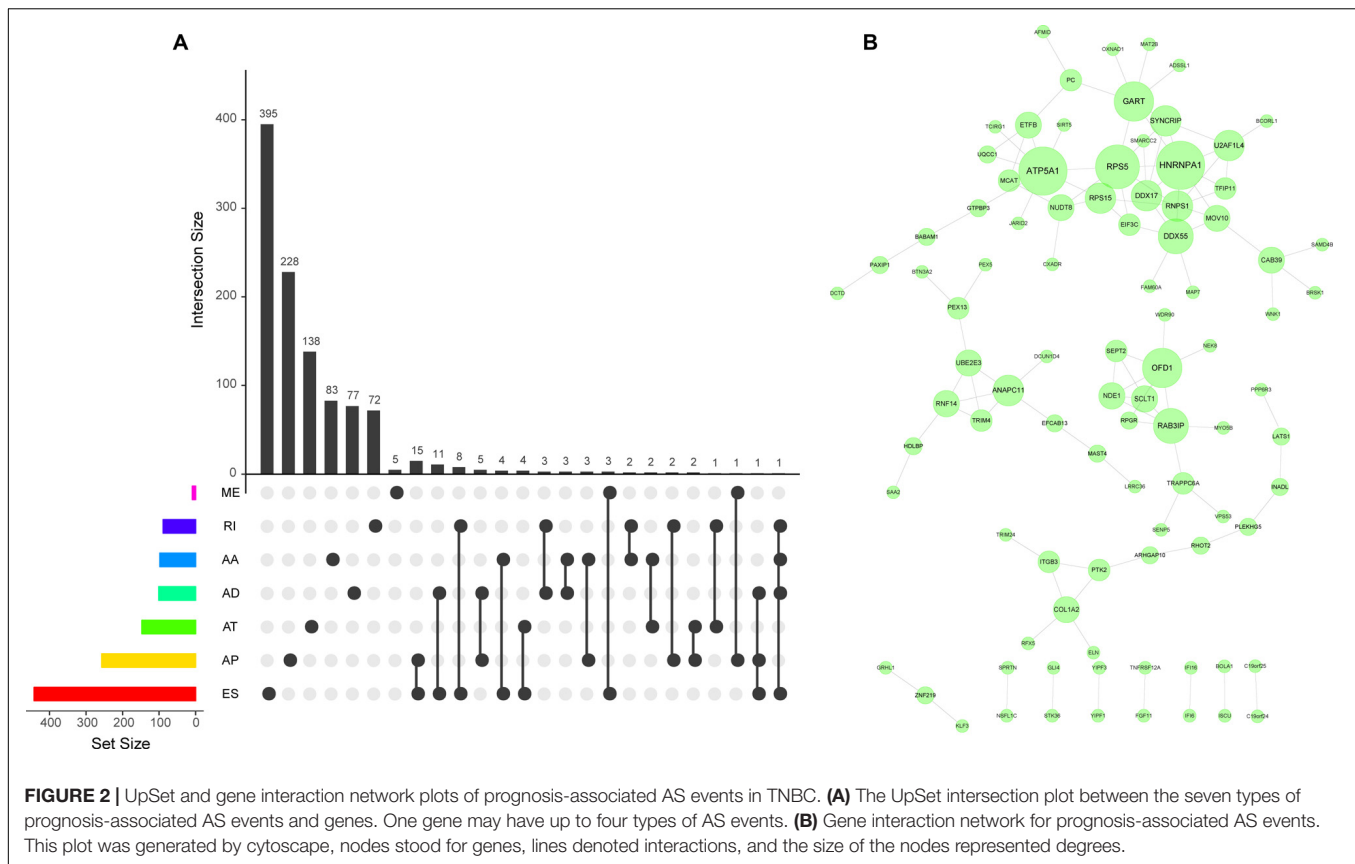 A
B
Intersection Size
400
300
200
100
0
395
228
138
83
77
72
5
15
11
8
5
4
4
3
3
3
2
2
2
2
1
1
1
1
ME
RI
AA
AD
AT
AP
ES
300
200
100
0
Set Size
AFMID
OXNAD1
MAT2B
ADSSL1
PC
GART
TCIRG1
ETFB
SIRT5
SYNCRIP
BCORL1
SMARCC2
U2AF1L4
UQCC1
ATP5A1
RPS5
HNRNPA1
MCAT
TFIP11
GTPBP3
NUDT8
RPS15
DDX17
RNPS1
MOV10
JARID2
EIF3C
DDX55
BABAM1
PAXIP1
DCTD
CXADR
FAM60A
MAP7
CAB39
SAMD4B
BRSK1
WNK1
BTN3A2
PEX5
PEX13
WDR90
UBE2E3
DCUN1D4
SEPT2
NEK8
OFD1
ANAPC11
RNF14
TRIM4
NDE1
SCLT1
RPGR
RAB3IP
MYO5B
PPP6R3
LATS1
HDLBP
EFCAB13
MAST4
LRRC36
SAA2
TRAPPC6A
INADL
SENP5
VPS53
PLEKHG5
TRIM24
ITGB3
PTK2
ARHGAP10
RHOT2
COL1A2
RFX5
ELN
GRHL1
ZNF219
KLF3
SPRTN
GLI4
YIPF3
TNFRSF12A
IFI16
BOLA1
C19orf25
NSFL1C
STK36
YIPF1
FGF11
IFI6
ISCU
C19orf24
FIGURE 2 | UpSet and gene interaction network plots of prognosis-associated AS events in TNBC. (A) The UpSet intersection plot between the seven types of
prognosis-associated AS events and genes. One gene may have up to four types of AS events. (B) Gene interaction network for prognosis-associated AS events.
This plot was generated by cytoscape, nodes stood for genes, lines denoted interactions, and the size of the nodes represented degrees.